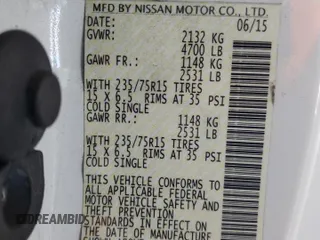 MFD BY NISSAN MOTOR CO., LTD.
DATE: 06/15
GVWR: 2132 KG
4700 LB
GAWR FR.: 1148 KG
2531 LB
WITH 235/75R15 TIRES
15 X 6.5 RIMS AT 35 PSI
COLD SINGLE
GAWR RR.: 1148 KG
2531 LB
WITH 235/75R15 TIRES
15 X 6.5 RIMS AT 35 PSI
COLD SINGLE
THIS VEHICLE CONFORMS TO
ALL APPLICABLE FEDERAL
MOTOR VEHICLE SAFETY AND
THEFT PREVENTION
STANDARDS IN EFFECT ON
THE DATE OF MANUFACTURE
DREAMBID